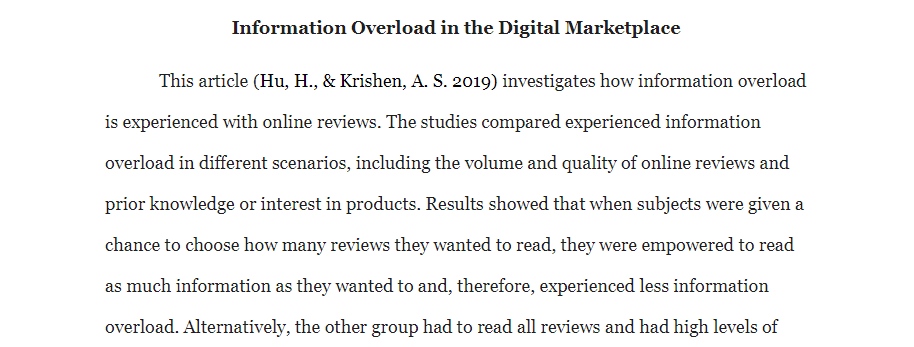 Information Overload in the Digital Marketplace
This article (Hu, H., & Krishen, A. S. 2019) investigates how information overload
is experienced with online reviews. The studies compared experienced information
overload in different scenarios, including the volume and quality of online reviews and
prior knowledge or interest in products. Results showed that when subjects were given a
chance to choose how many reviews they wanted to read, they were empowered to read
as much information as they wanted to and, therefore, experienced less information
overload. Alternatively, the other group had to read all reviews and had high levels of